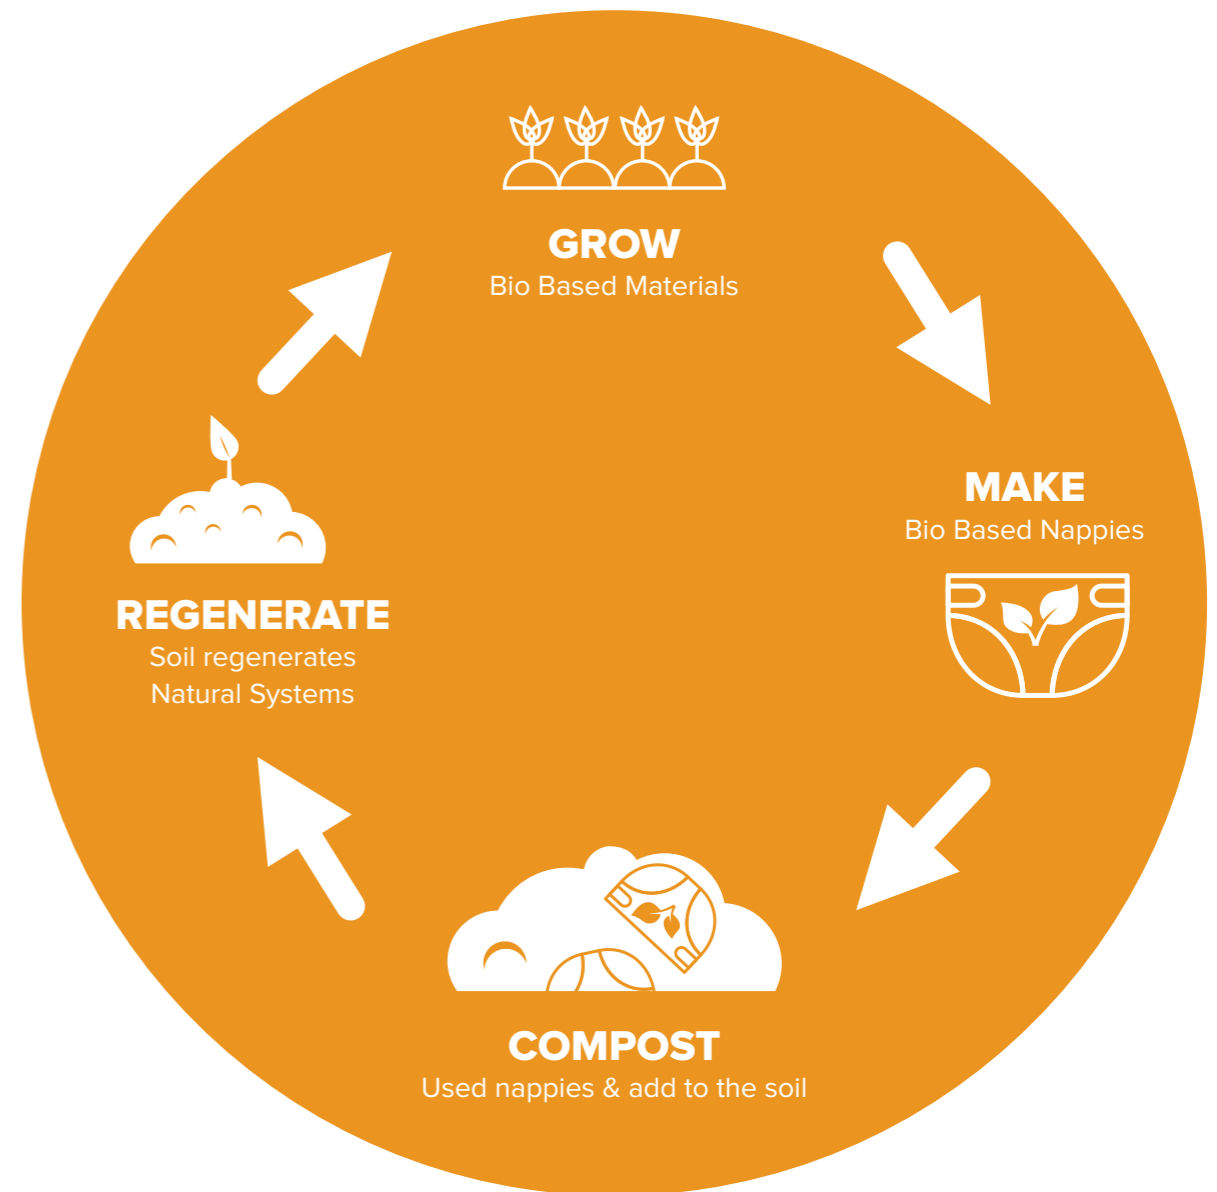 GROW
Bio Based Materials
MAKE
Bio Based Nappies
COMPOST
Used nappies & add to the soil
REGENERATE
Soil regenerates
Natural Systems